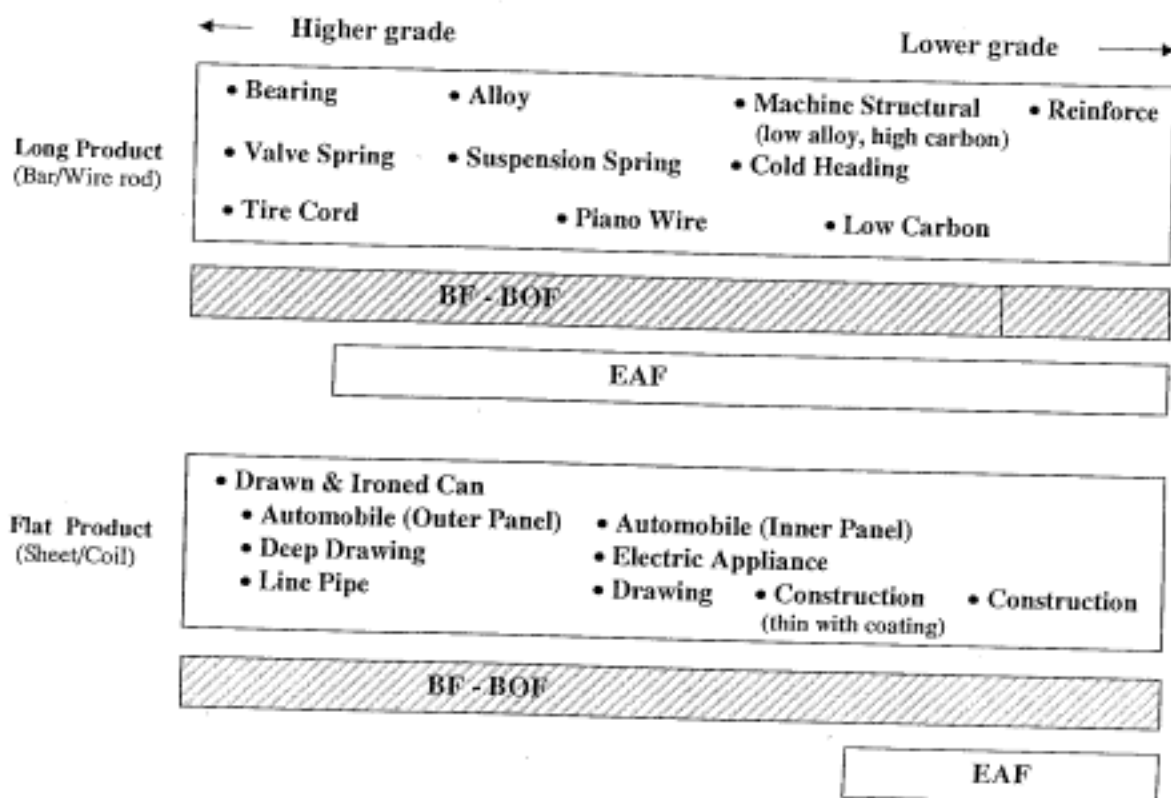 Higher grade
Lower grade
Long Product
(Bar/Wire rod)
• Bearing
• Alloy
• Machine Structural
(low alloy, high carbon)
• Reinforce
• Valve Spring
• Suspension Spring
• Cold Heading
• Tire Cord
• Piano Wire
• Low Carbon
BF - BOF
EAF
Flat Product
(Sheet/Coil)
• Drawn & Ironed Can
• Automobile (Outer Panel)
• Automobile (Inner Panel)
• Deep Drawing
• Electric Appliance
• Line Pipe
• Drawing
• Construction
(thin with coating)
• Construction
BF - BOF
EAF